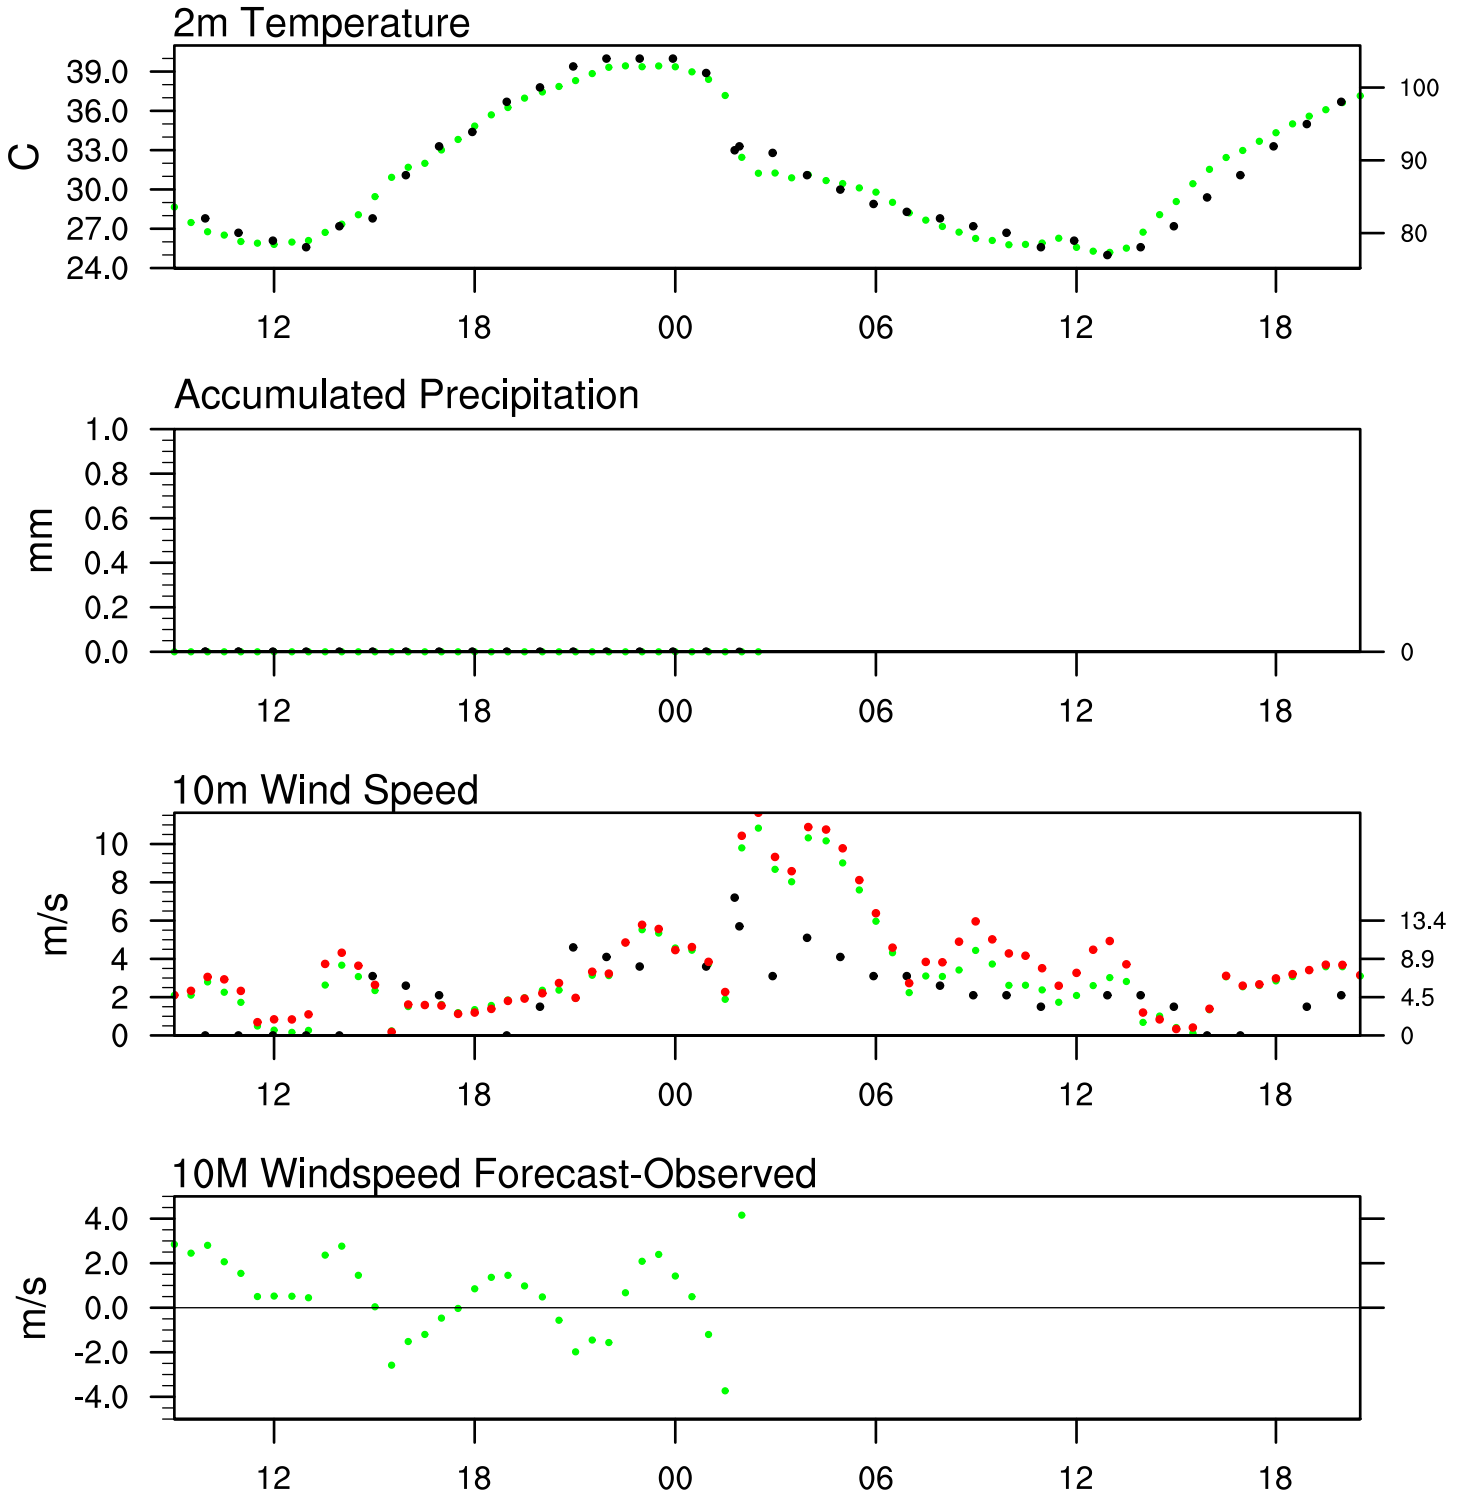 2m Temperature
39.0
36.0
33.0
30.0
27.0
24.0
C
100
90
80
12 18 00 06 12 18
Accumulated Precipitation
1.0
0.8
0.6
0.4
0.2
0.0
mm
0
12 18 00 06 12 18
10m Wind Speed
10
8
6
4
2
0
m/s
13.4
8.9
4.5
0
12 18 00 06 12 18
10M Windspeed Forecast-Observed
4.0
2.0
0.0
-2.0
-4.0
m/s
12 18 00 06 12 18